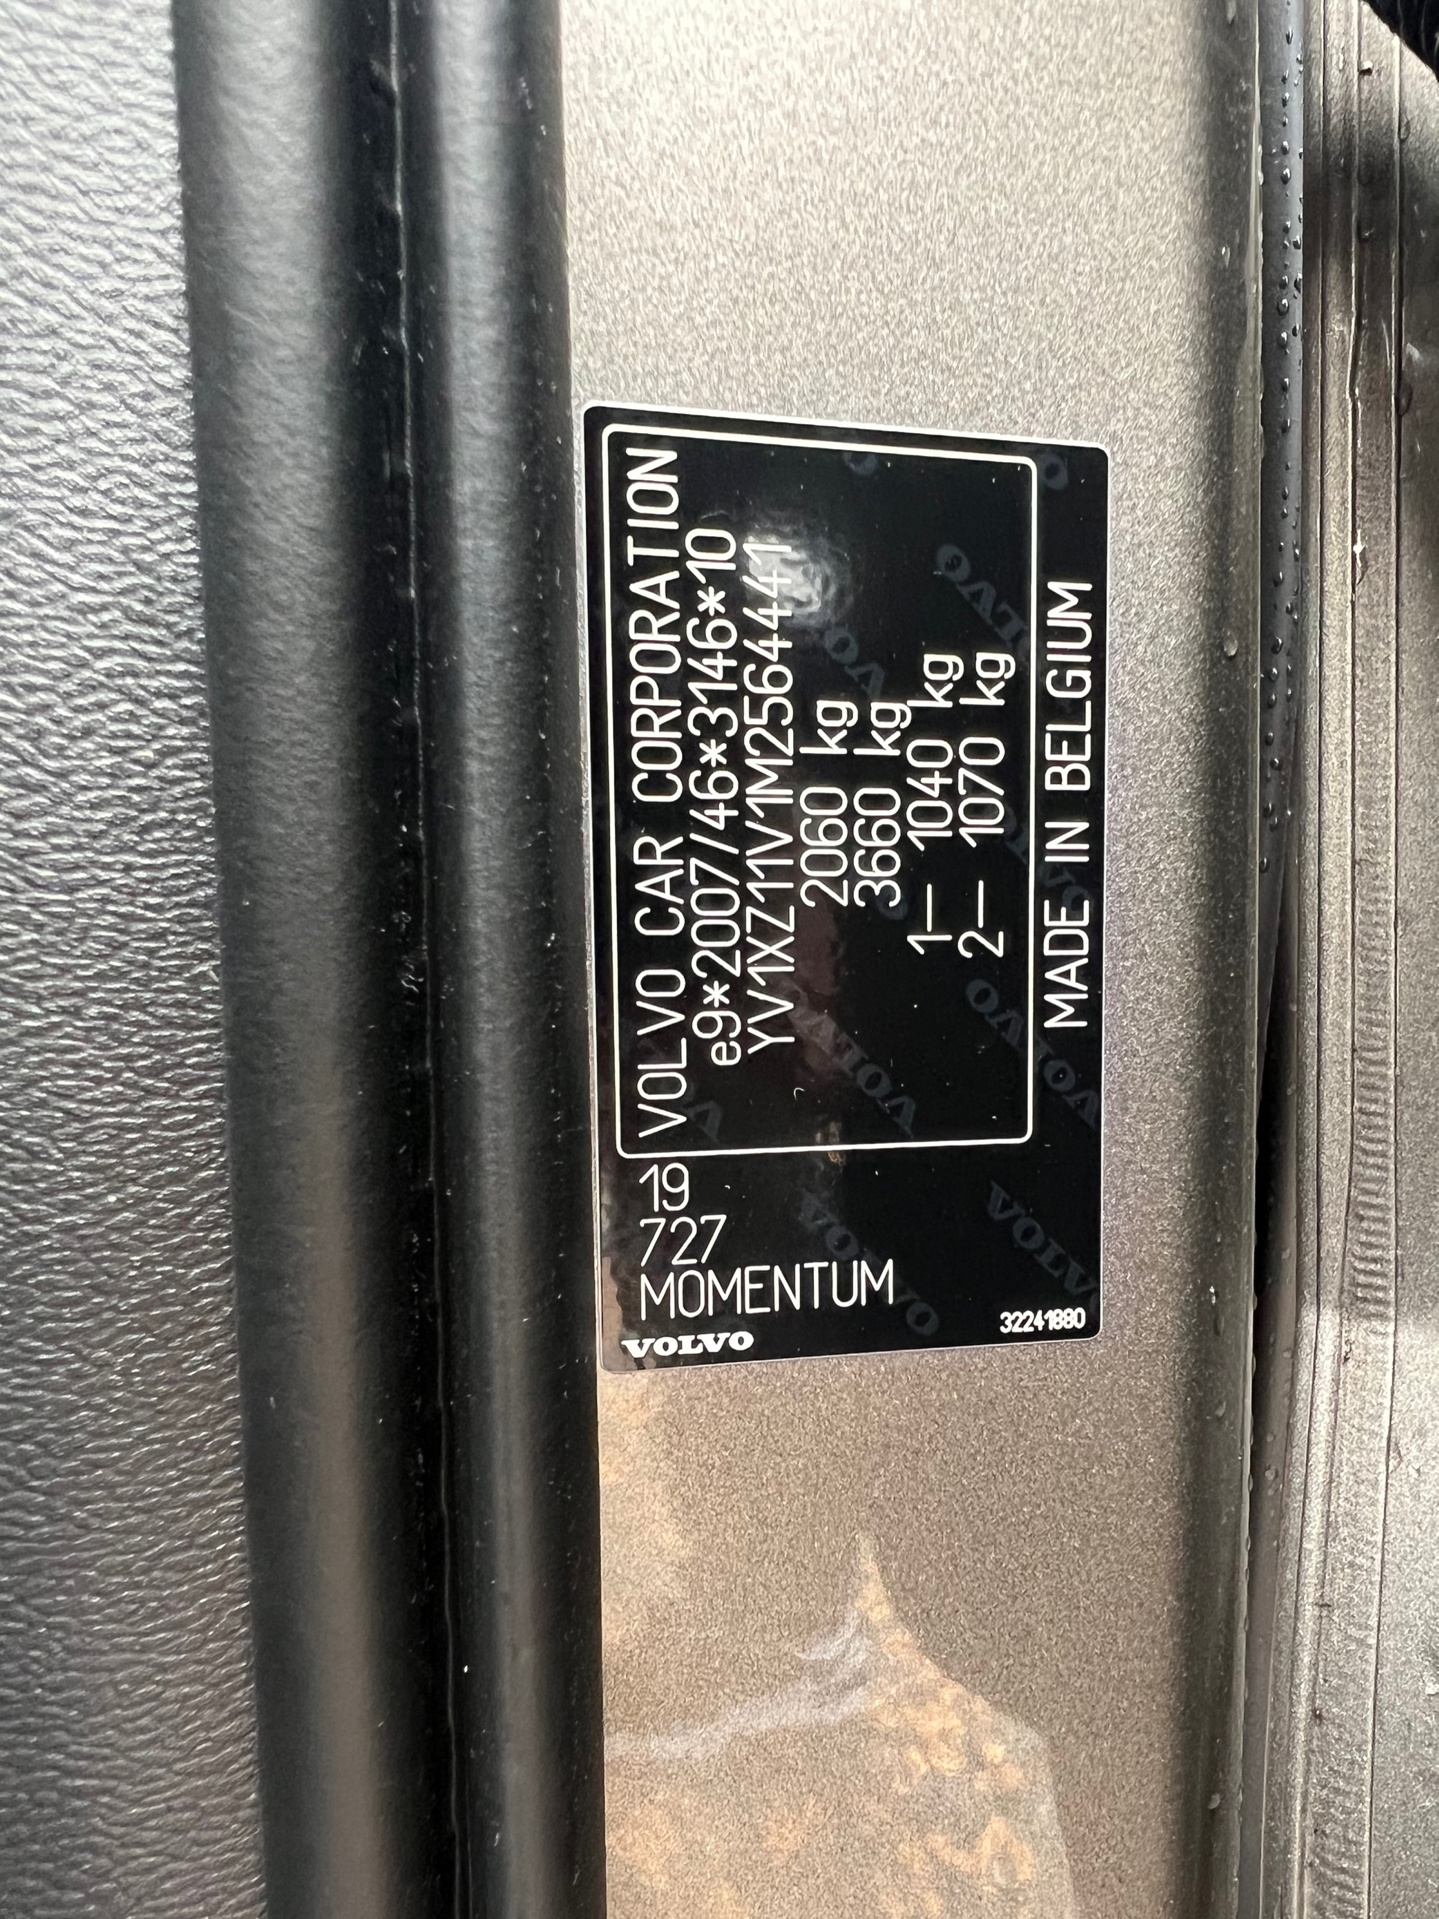 VOLVO CAR CORPORATION
e9*2007/46*3146*10
YV1XZ11V1M2564441
2060 kg
3660 kg
1— 1040 kg
2— 1070 kg
MADE IN BELGIUM
19
727
MOMENTUM
VOLVO
32241880